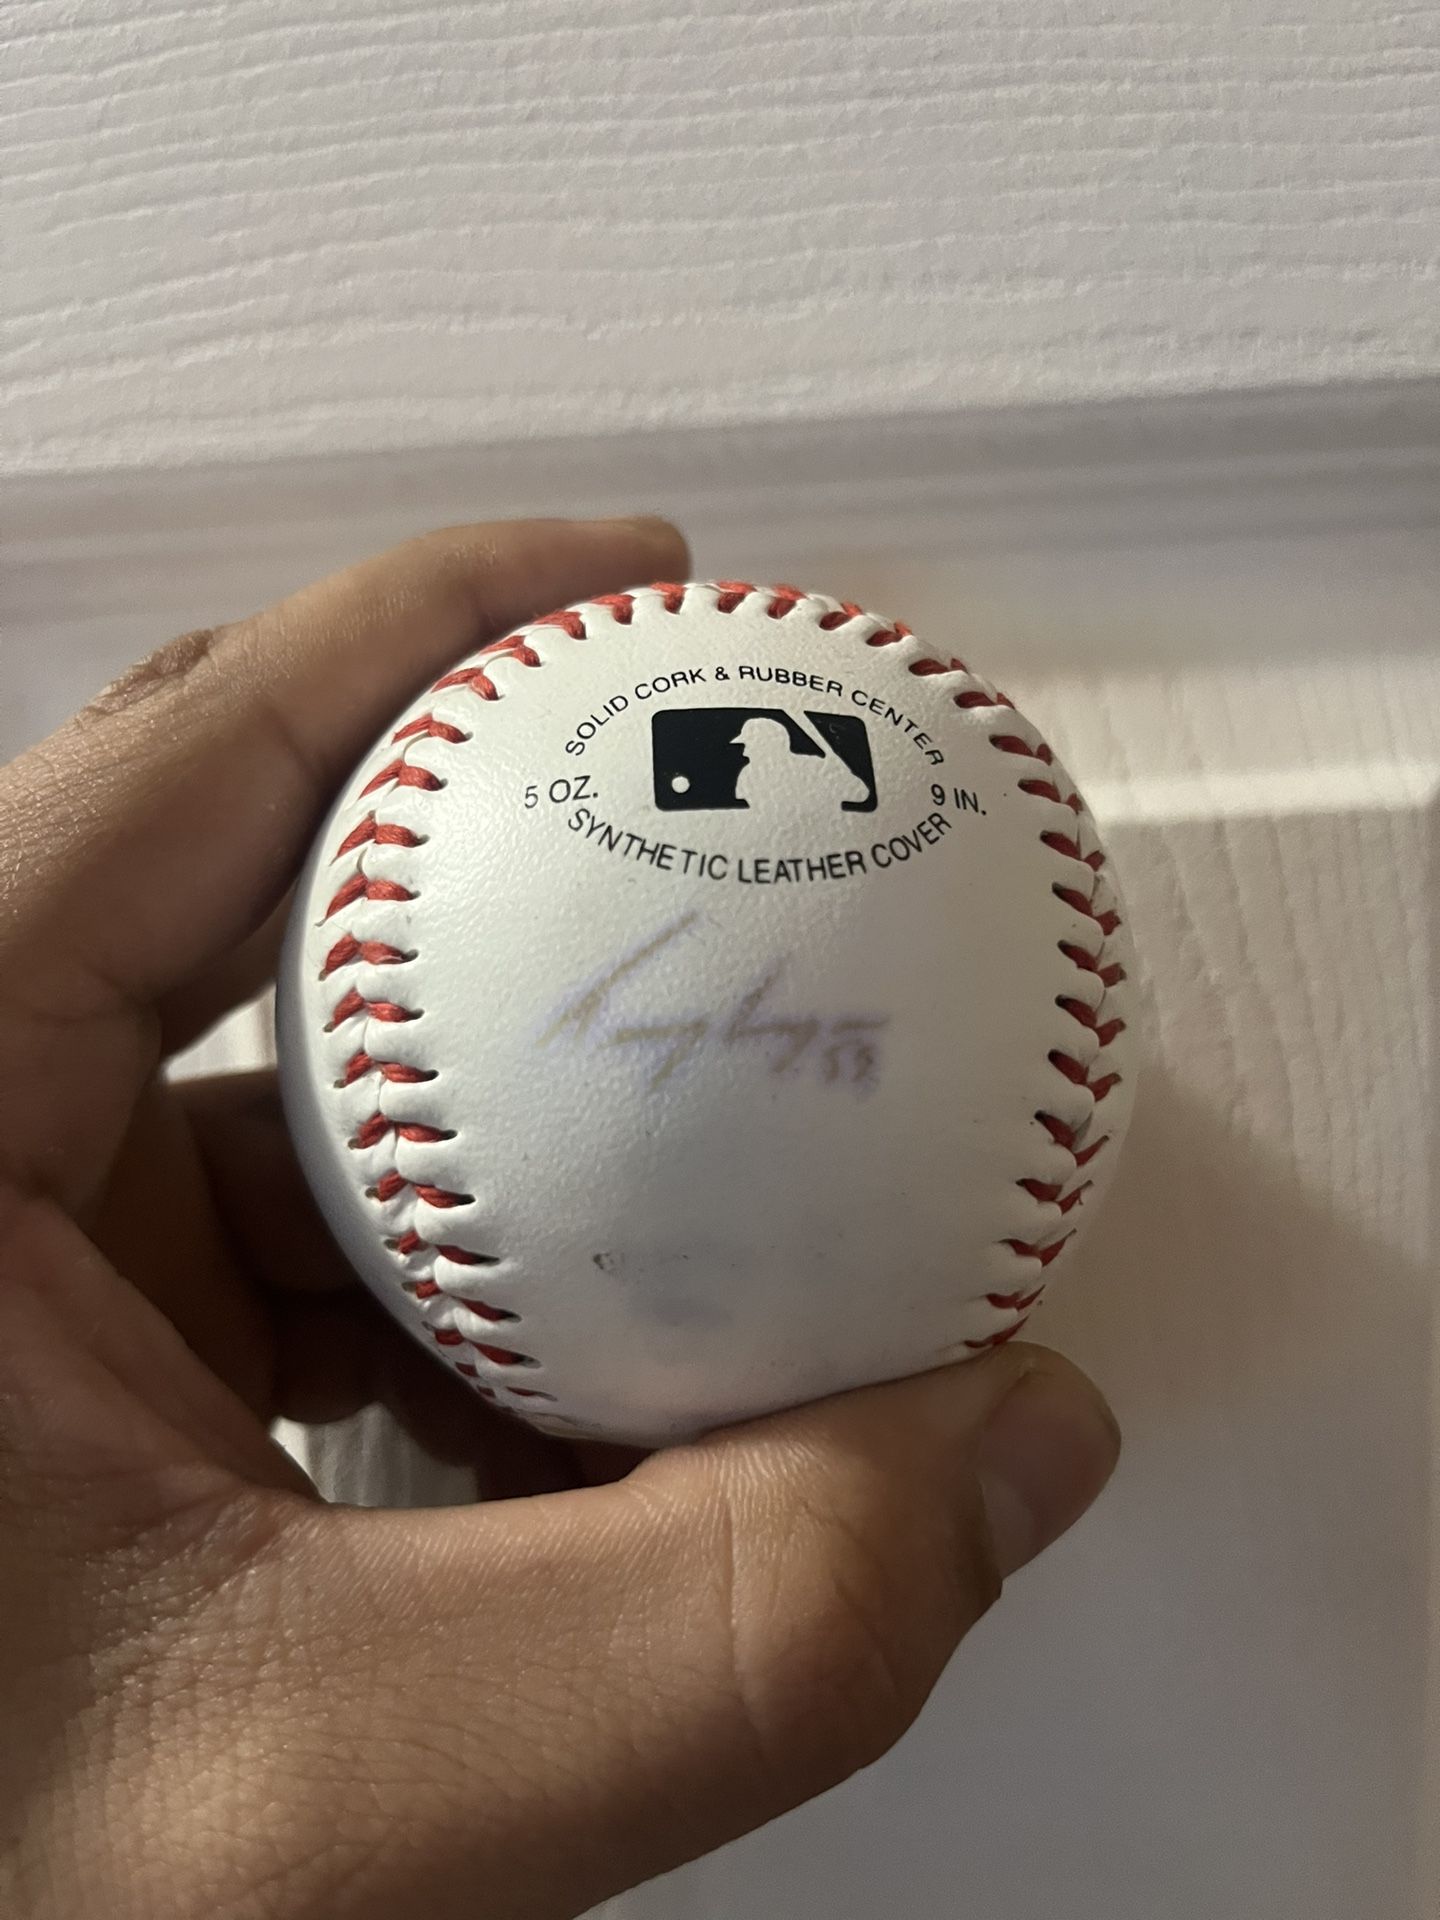 SOLID CORK & RUBBER CENTER
5 OZ. 9 IN.
SYNTHETIC LEATHER COVER